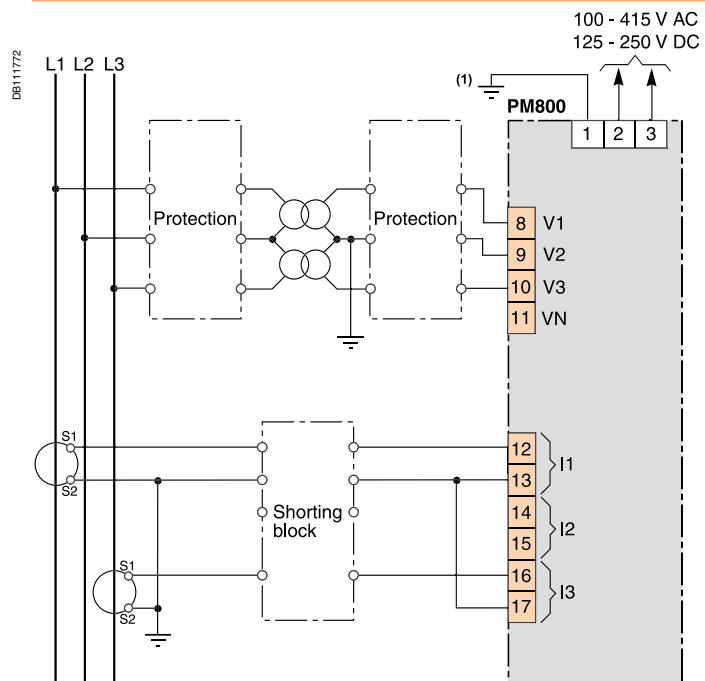 100 - 415 V AC
125 - 250 V DC
DB111772
L1 L2 L3
(1)
PM800
1 2 3
Protection
Protection
8 V1
9 V2
10 V3
11 VN
S1
S2
12
13
I1
Shorting
block
14
15
I2
S1
S2
16
17
I3